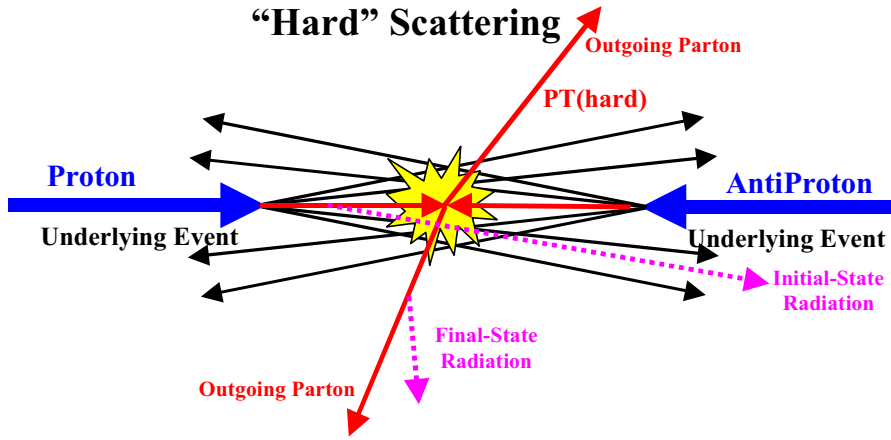 “Hard” Scattering
Outgoing Parton
PT(hard)
Proton
AntiProton
Underlying Event
Underlying Event
Initial-State
Radiation
Final-State
Radiation
Outgoing Parton